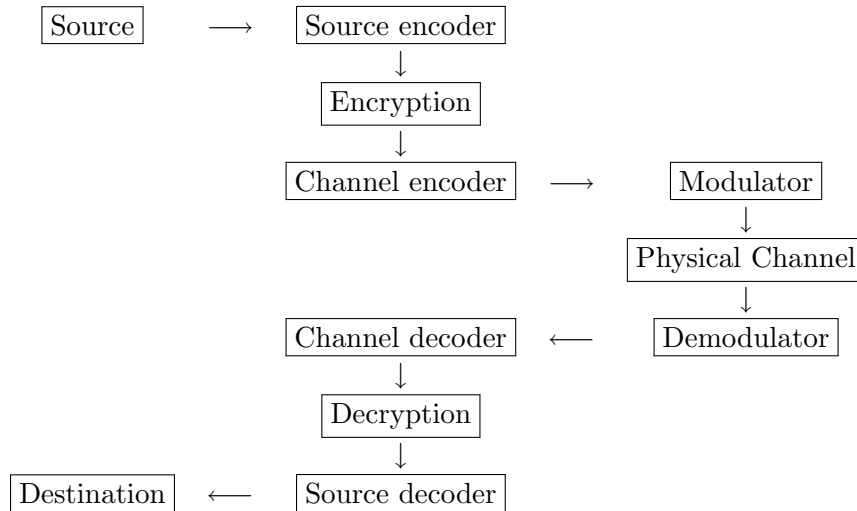 Source → Source encoder
↓
Encryption
↓
Channel encoder → Modulator
↓
Physical Channel
↓
Channel decoder ← Demodulator
↓
Decryption
↓
Destination ← Source decoder